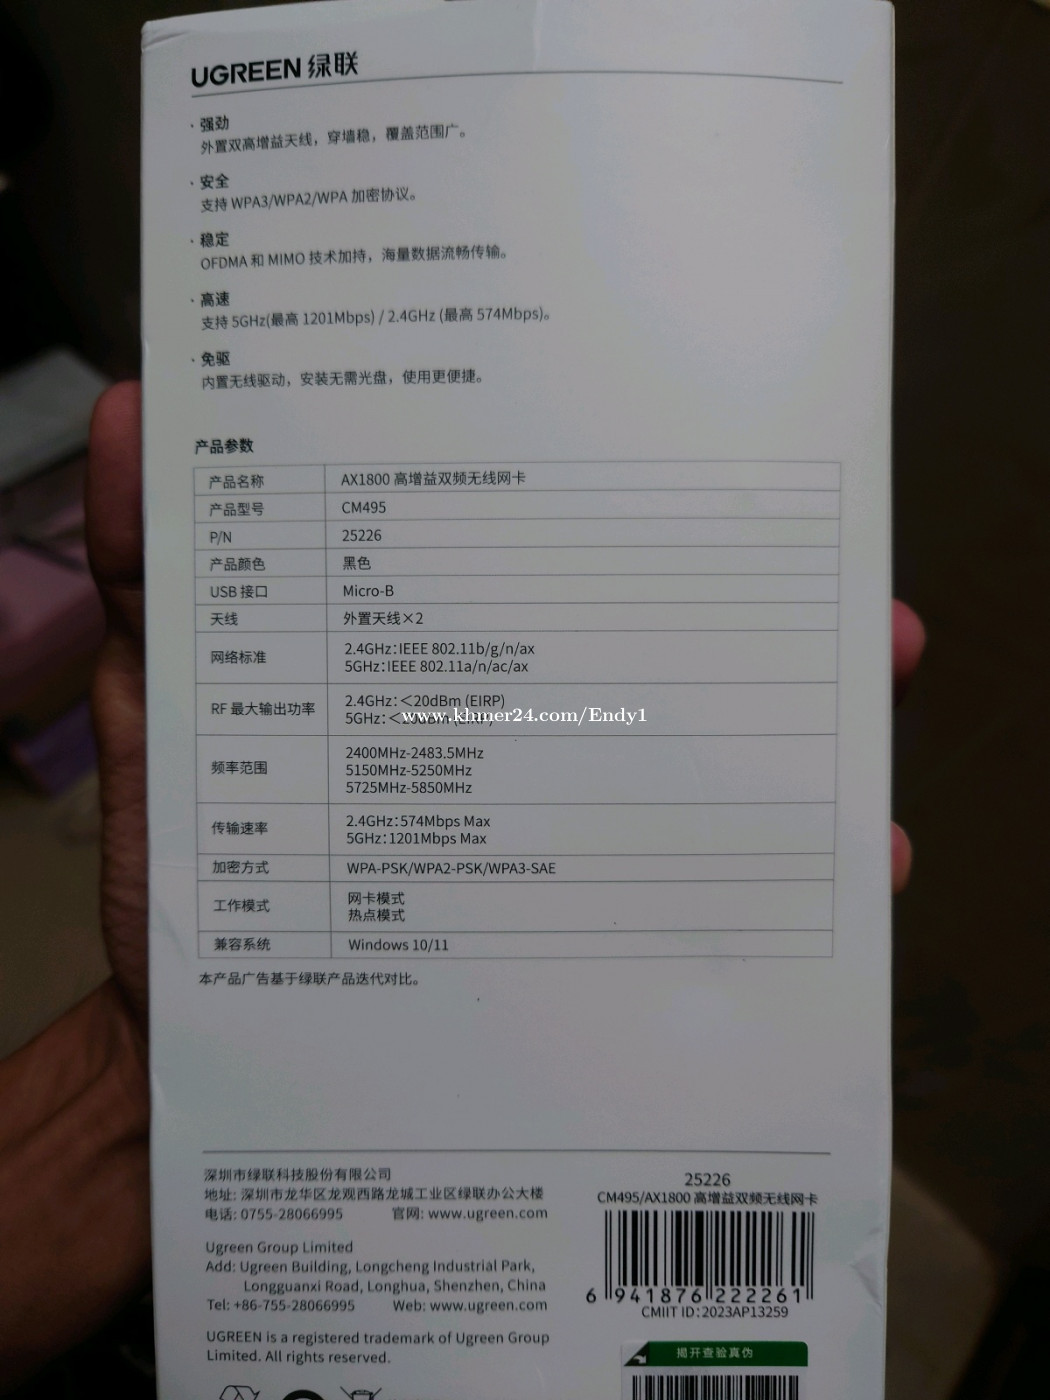 UGREEN 绿联
· 强劲
外置双高增益天线，穿墙稳，覆盖范围广。
· 安全
支持 WPA3/WPA2/WPA 加密协议。
· 稳定
OFDMA 和 MIMO 技术加持，海量数据流畅传输。
· 高速
支持 5GHz(最高 1201Mbps) / 2.4GHz (最高 574Mbps)。
· 免驱
内置无线驱动，安装无需光盘，使用更便捷。
产品参数
产品名称 AX1800 高增益双频无线网卡
产品型号 CM495
P/N 25226
产品颜色 黑色
USB 接口 Micro-B
天线 外置天线×2
网络标准 2.4GHz：IEEE 802.11b/g/n/ax
5GHz：IEEE 802.11a/n/ac/ax
RF 最大输出功率 2.4GHz：＜20dBm (EIRP)
5GHz：＜20dBm (EIRP)
www.khmer24.com/Endy1
频率范围 2400MHz-2483.5MHz
5150MHz-5250MHz
5725MHz-5850MHz
传输速率 2.4GHz：574Mbps Max
5GHz：1201Mbps Max
加密方式 WPA-PSK/WPA2-PSK/WPA3-SAE
工作模式 网卡模式
热点模式
兼容系统 Windows 10/11
本产品广告基于绿联产品迭代对比。
深圳市绿联科技股份有限公司
地址: 深圳市龙华区龙观西路龙城工业区绿联办公大楼
电话: 0755-28066995 官网: www.ugreen.com
Ugreen Group Limited
Add: Ugreen Building, Longcheng Industrial Park,
Longguanxi Road, Longhua, Shenzhen, China
Tel: +86-755-28066995 Web: www.ugreen.com
UGREEN is a registered trademark of Ugreen Group
Limited. All rights reserved.
25226
CM495/AX1800 高增益双频无线网卡
6 941876 222261
CMIIT ID：2023AP13259
揭开查验真伪